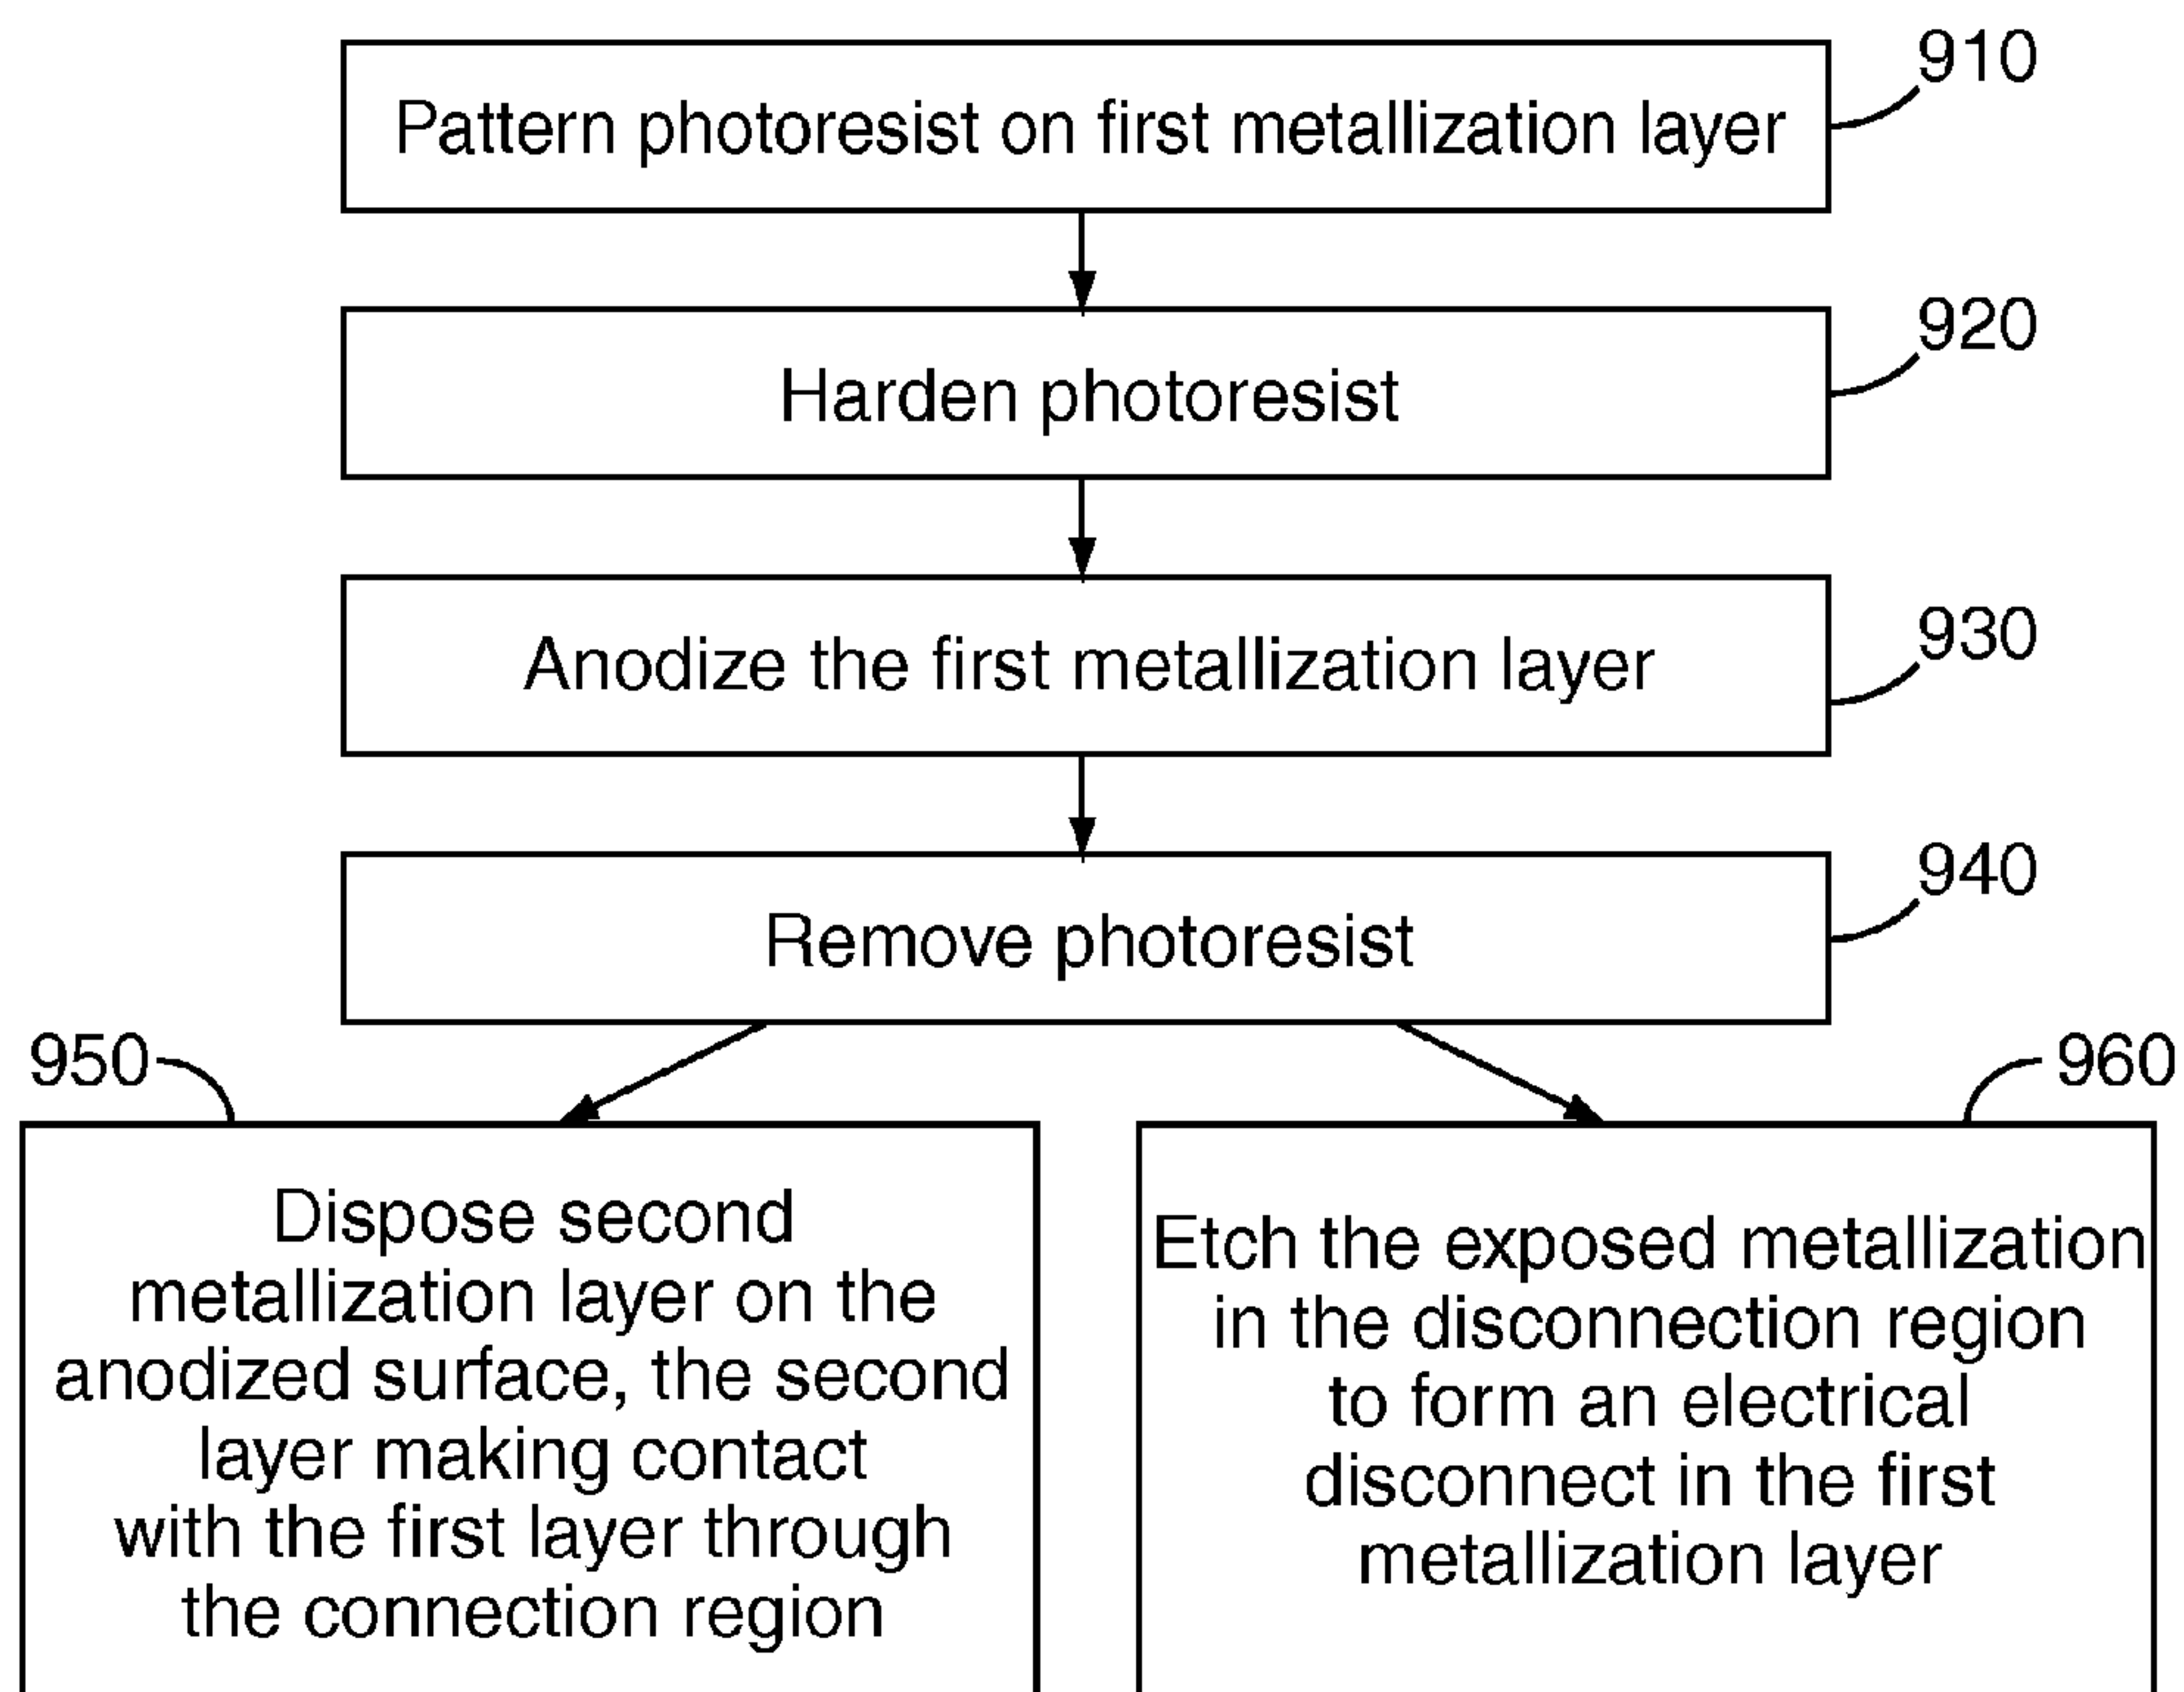 910
Pattern photoresist on first metallization layer
920
Harden photoresist
930
Anodize the first metallization layer
940
Remove photoresist
950
Dispose second
metallization layer on the
anodized surface, the second
layer making contact
with the first layer through
the connection region
960
Etch the exposed metallization
in the disconnection region
to form an electrical
disconnect in the first
metallization layer